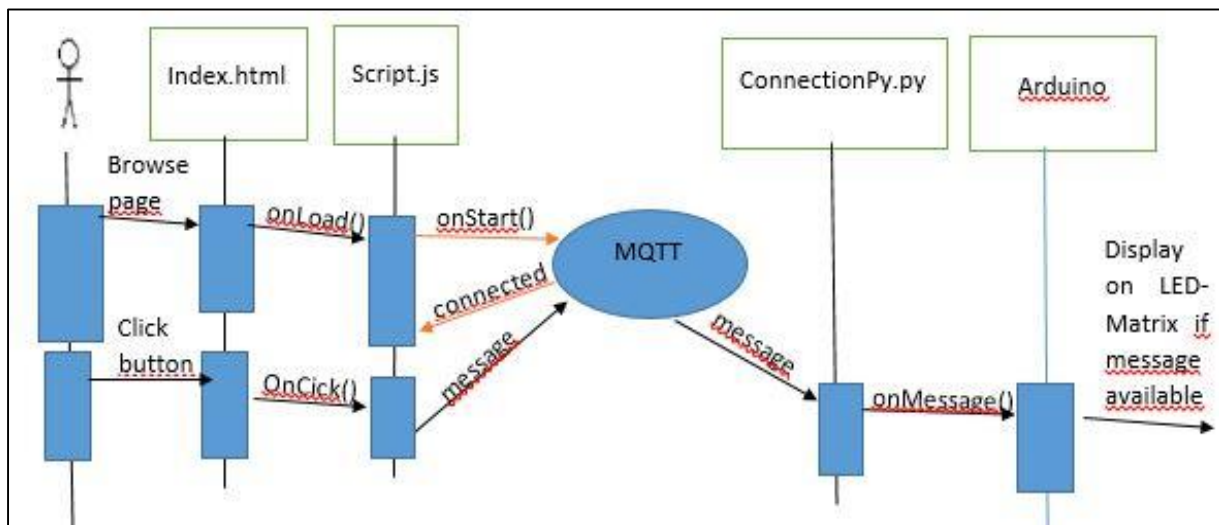 Index.html
Script.js
ConnectionPy.py
Arduino
Browse
page
onLoad()
onStart()
MQTT
connected
Click
button
OnCick()
message
message
onMessage()
Display
on LED-
Matrix if
message
available